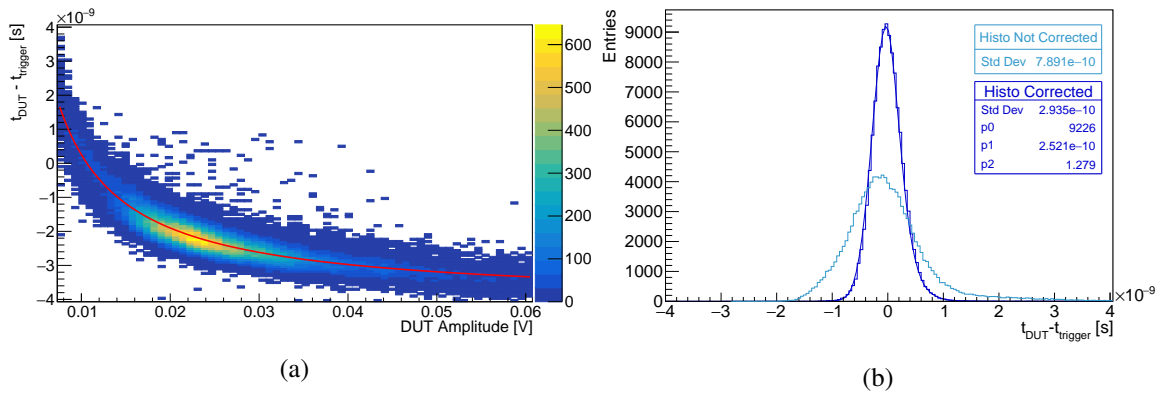 ×10⁻⁹
t_DUT - t_trigger [s]
4
3
2
1
0
−1
−2
−3
−4
0.01 0.02 0.03 0.04 0.05 0.06
DUT Amplitude [V]
600
500
400
300
200
100
0
(a)
Entries
9000
8000
7000
6000
5000
4000
3000
2000
1000
0
−4 −3 −2 −1 0 1 2 3 4
×10⁻⁹
t_DUT-t_trigger [s]
Histo Not Corrected
Std Dev 7.891e−10
Histo Corrected
Std Dev 2.935e−10
p0 9226
p1 2.521e−10
p2 1.279
(b)